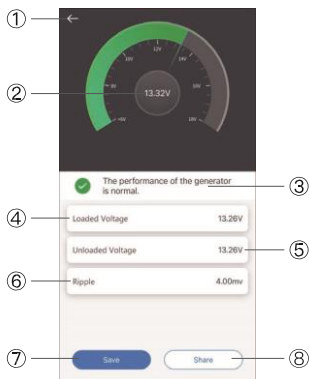 ①
12V
10V
14V
8V
16V
②
13.32V
<6V
18V
The performance of the generator
is normal.
③
④
Loaded Voltage 13.26V
Unloaded Voltage 13.26V
⑤
⑥
Ripple 4.00mv
⑦
Save Share
⑧